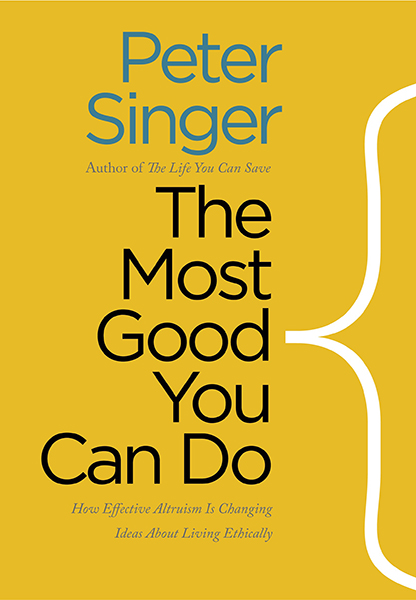 Peter
Singer
Author of The Life You Can Save
The
Most
Good
You
Can Do
How Effective Altruism Is Changing
Ideas About Living Ethically